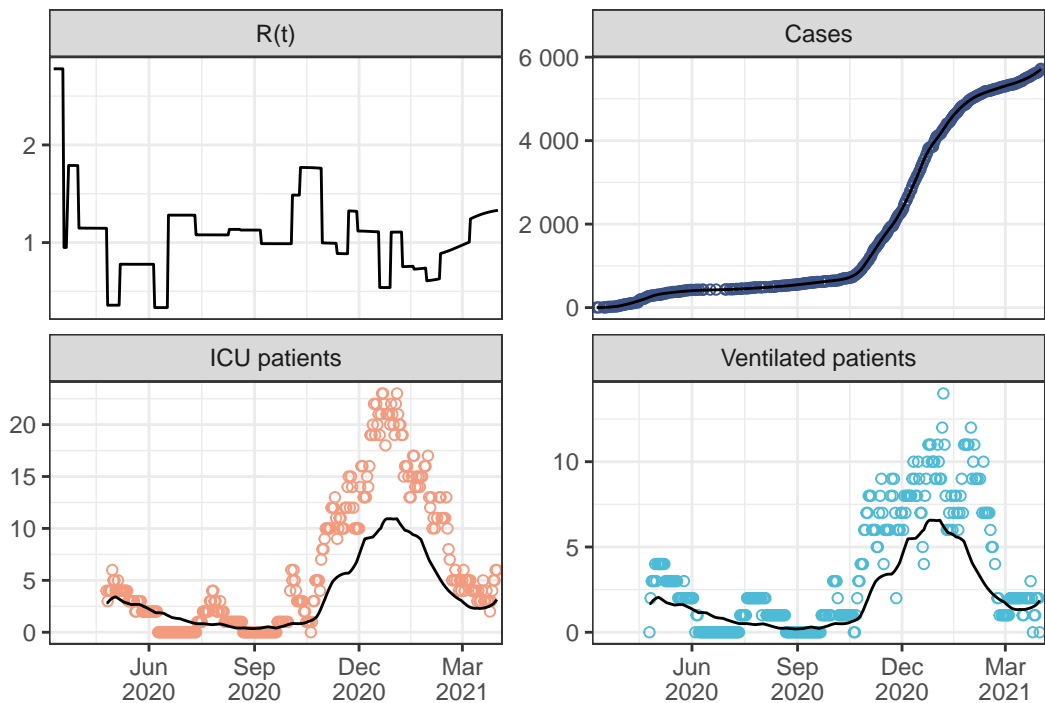 R(t)
Cases
2
1
6 000
4 000
2 000
0
ICU patients
Ventilated patients
20
15
10
5
0
10
5
0
Jun Sep Dec Mar
2020 2020 2020 2021
Jun Sep Dec Mar
2020 2020 2020 2021